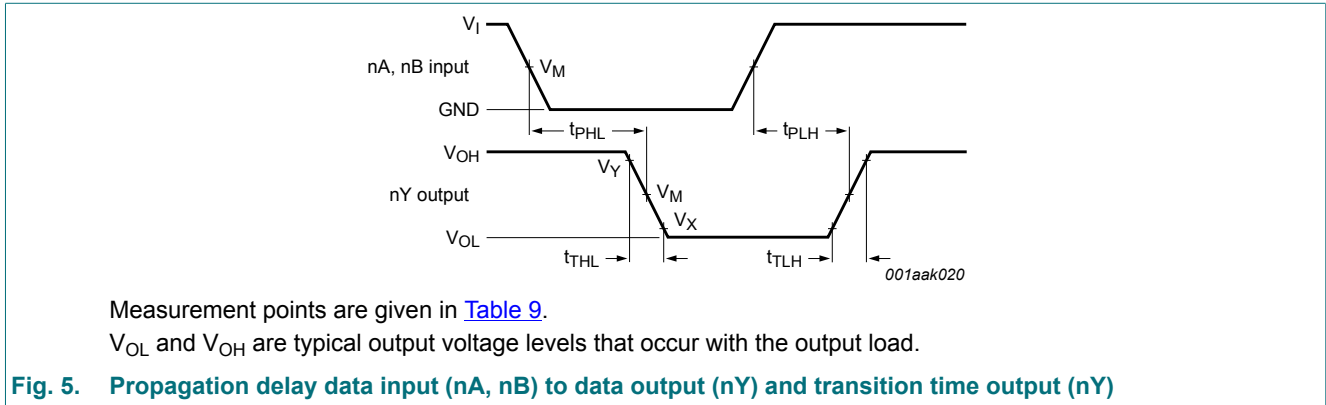 V_I
nA, nB input
V_M
GND
t_PHL
t_PLH
V_OH
V_Y
nY output
V_M
V_X
V_OL
t_THL
t_TLH
001aak020
Measurement points are given in Table 9.
V_OL and V_OH are typical output voltage levels that occur with the output load.
Fig. 5. Propagation delay data input (nA, nB) to data output (nY) and transition time output (nY)